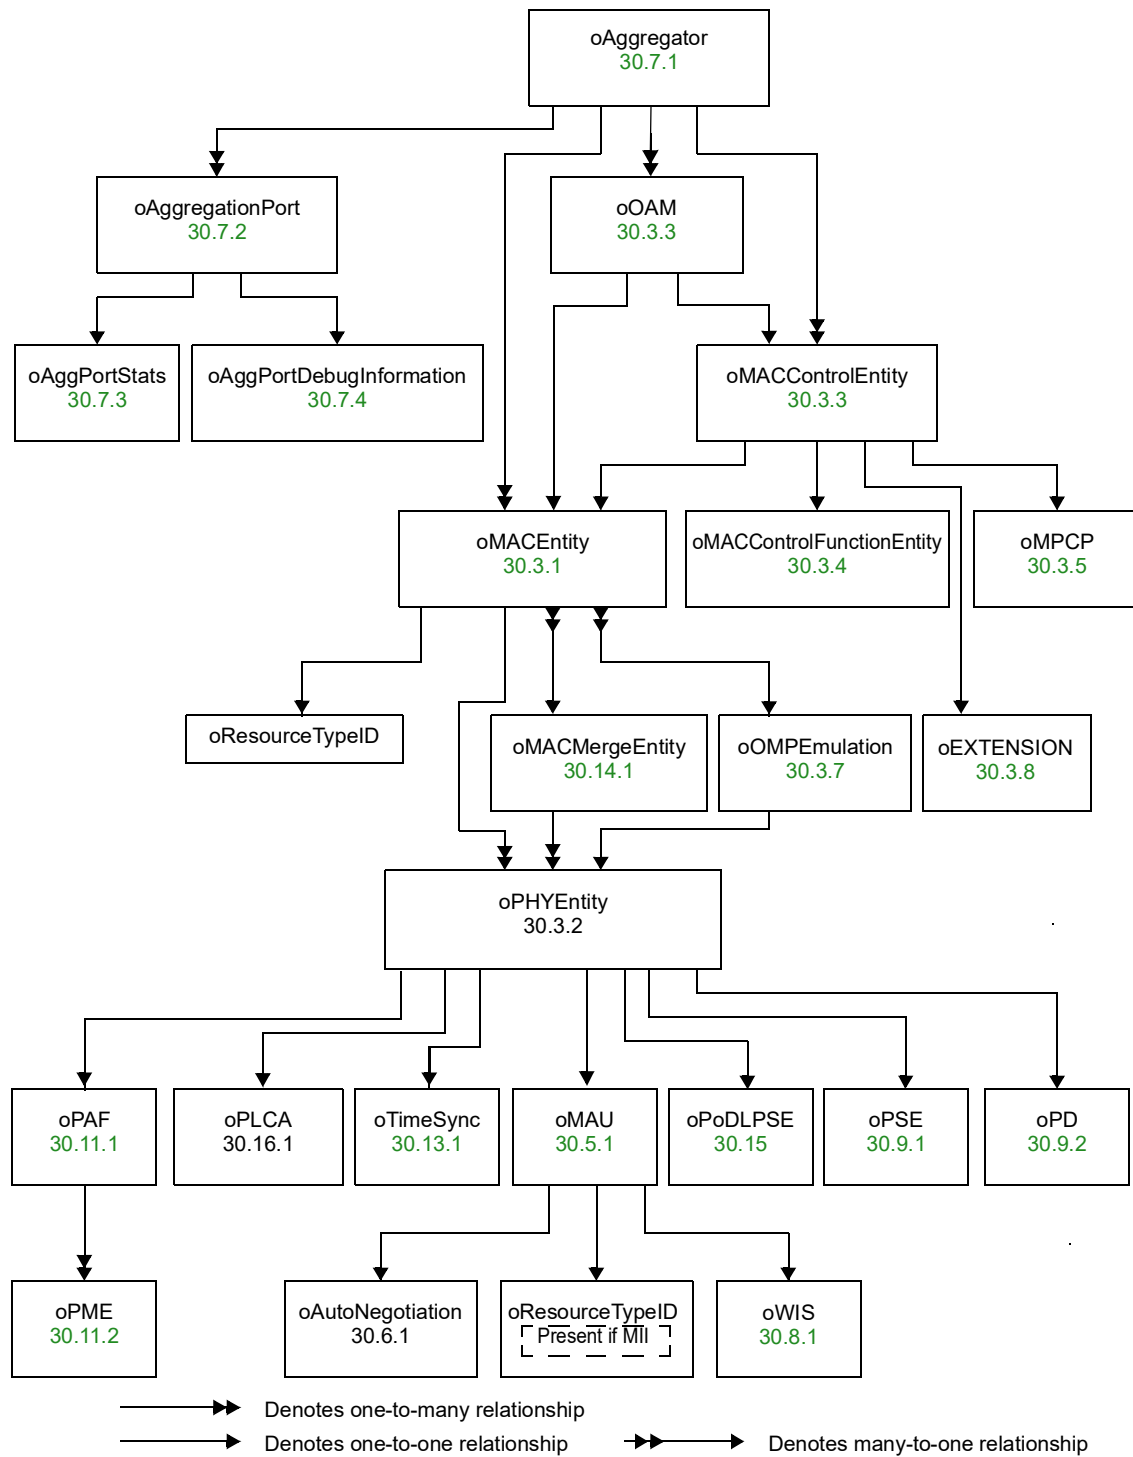 oAggregator
30.7.1
oAggregationPort
30.7.2
oOAM
30.3.3
oAggPortStats
30.7.3
oAggPortDebugInformation
30.7.4
oMACControlEntity
30.3.3
oMACEntity
30.3.1
oMACControlFunctionEntity
30.3.4
oMPCP
30.3.5
oResourceTypeID
oMACMergeEntity
30.14.1
oOMPEmulation
30.3.7
oEXTENSION
30.3.8
oPHYEntity
30.3.2
oPAF
30.11.1
oPLCA
30.16.1
oTimeSync
30.13.1
oMAU
30.5.1
oPoDLPSE
30.15
oPSE
30.9.1
oPD
30.9.2
oPME
30.11.2
oAutoNegotiation
30.6.1
oResourceTypeID
Present if MII
oWIS
30.8.1
Denotes one-to-many relationship
Denotes one-to-one relationship
Denotes many-to-one relationship